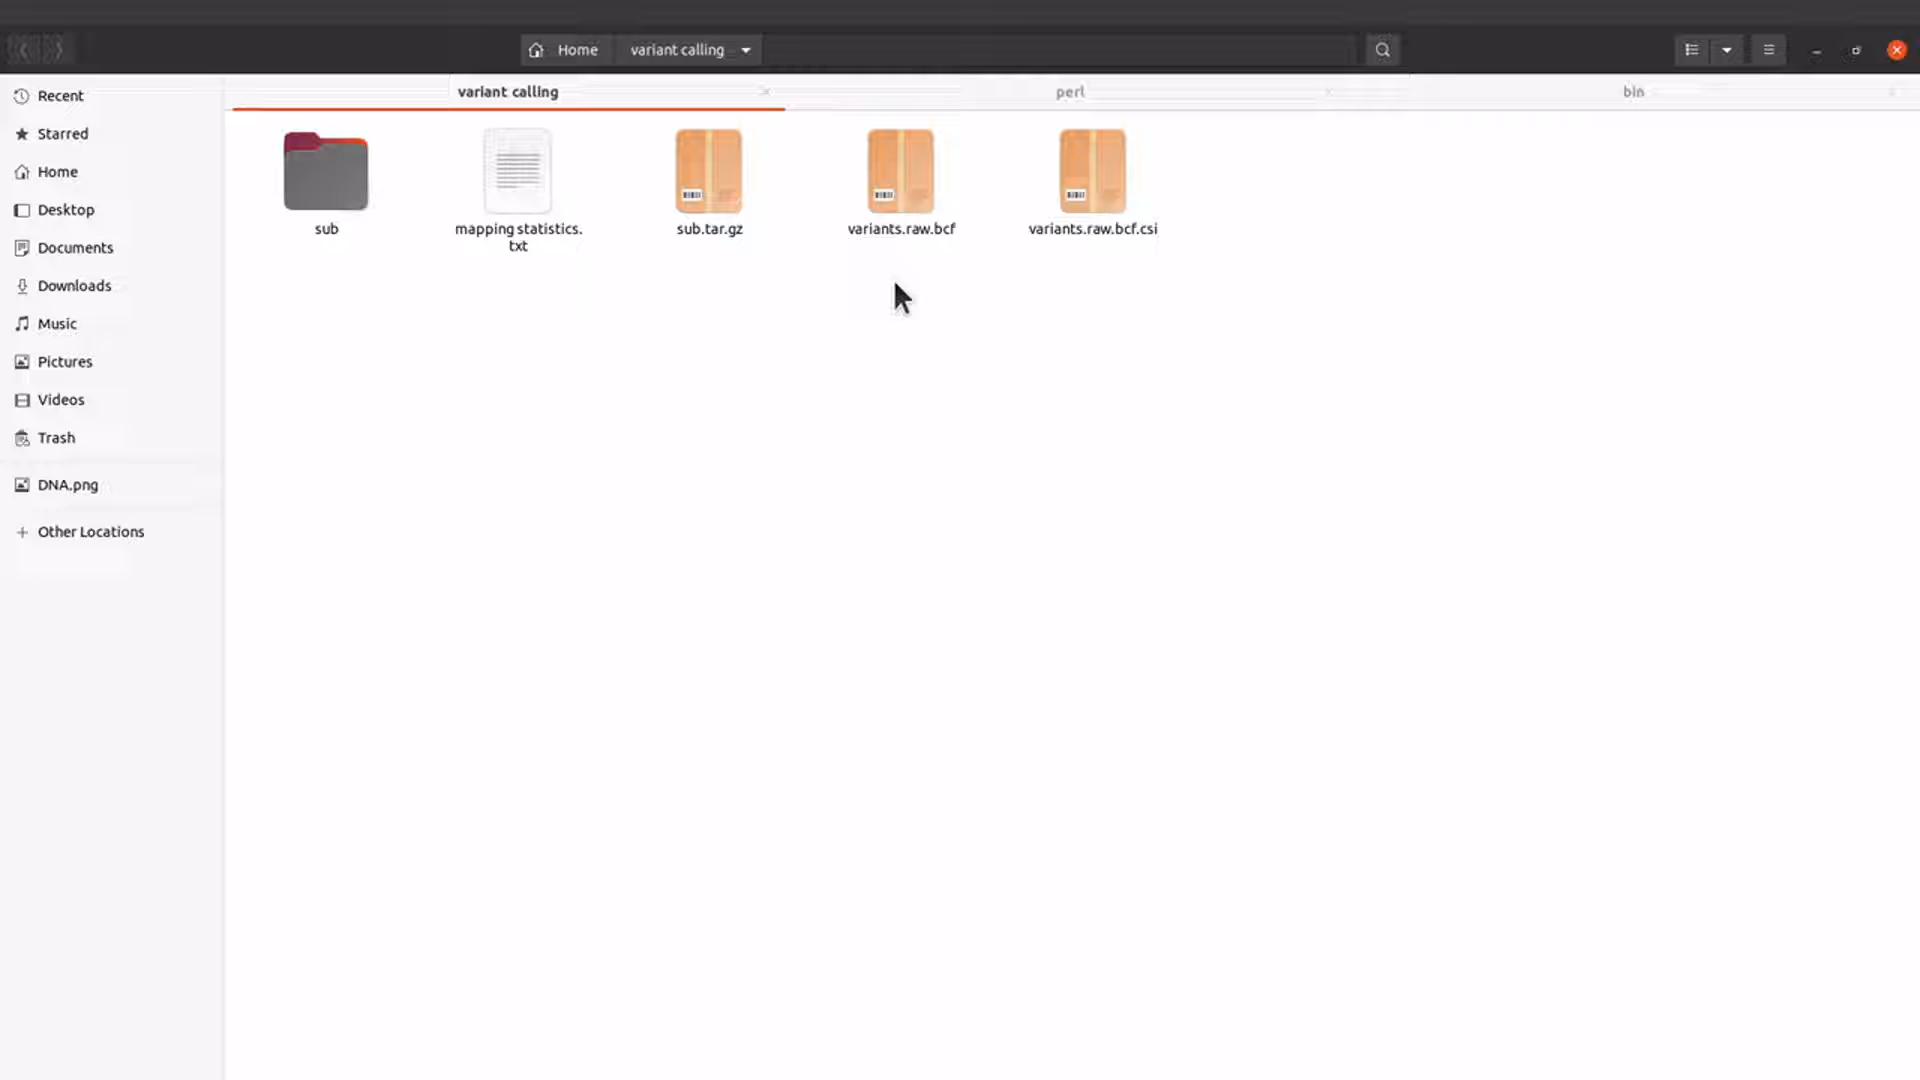 Home
variant calling
variant calling
perl
bin
Recent
Starred
Home
Desktop
Documents
Downloads
Music
Pictures
Videos
Trash
DNA.png
Other Locations
sub
mapping statistics.
txt
sub.tar.gz
variants.raw.bcf
variants.raw.bcf.csi